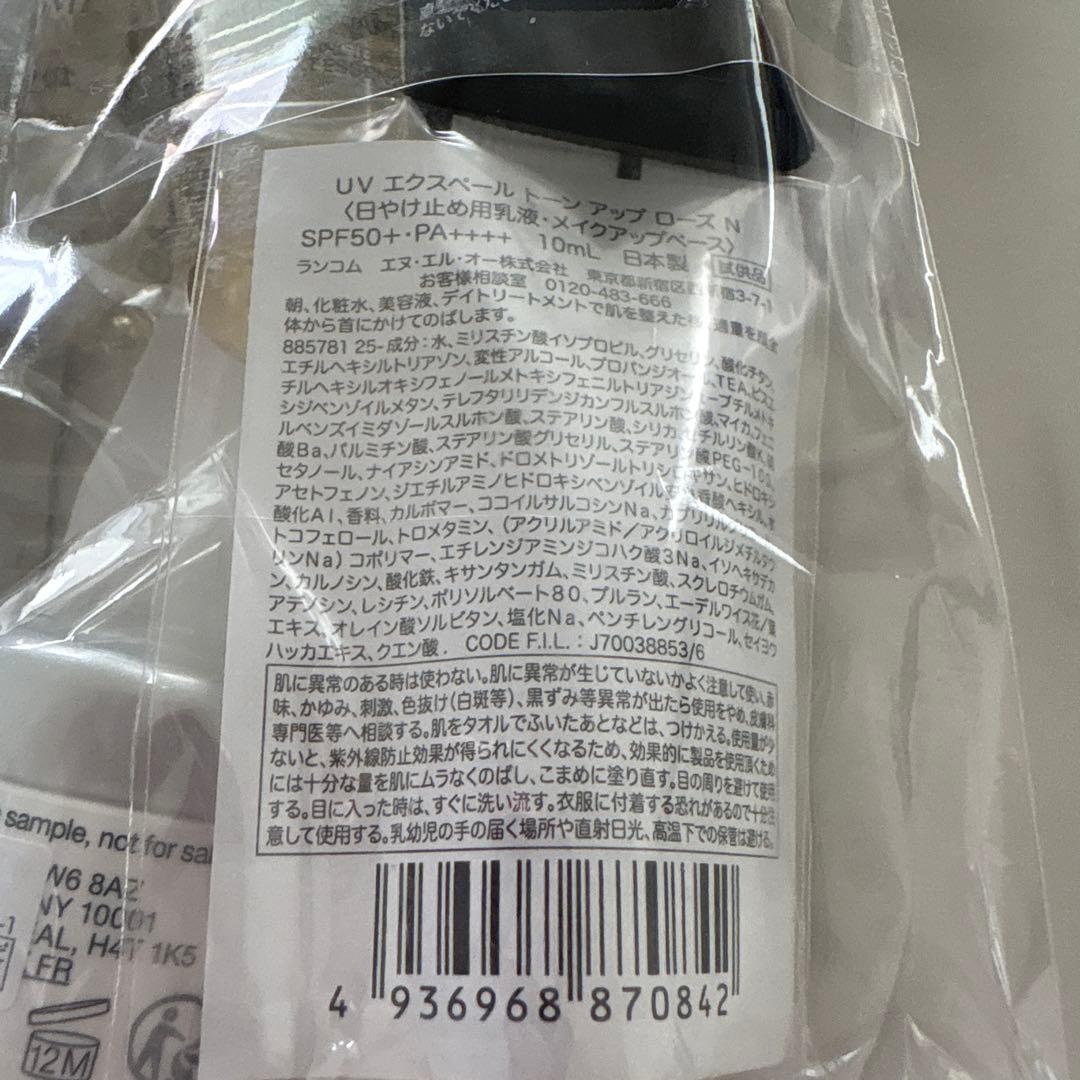 ないでくだ
UV エクスペール トーン アップ ローズ N
〈日やけ止め用乳液・メイクアップベース〉
SPF50+・PA++++ 10mL 日本製 試供品
ランコム エヌ・エル・オー株式会社 東京都新宿区西新宿3-7-1
お客様相談室 0120-483-666
朝、化粧水、美容液、デイトリートメントで肌を整えた後、適量を顔全
体から首にかけてのばします。
885781 25-成分:水、ミリスチン酸イソプロピル、グリセリン、酸化チタン、
エチルヘキシルトリアゾン、変性アルコール、プロパンジオール、TEA、ビスエ
チルヘキシルオキシフェノールメトキシフェニルトリアジン、ブチルメトキ
シジベンゾイルメタン、テレフタリリデンジカンフルスルホン酸、マイカ、フェニ
ルベンズイミダゾールスルホン酸、ステアリン酸、シリカ、セチルリン酸K、硫
酸Ba、パルミチン酸、ステアリン酸グリセリル、ステアリン酸PEG-100、
セタノール、ナイアシンアミド、ドロメトリゾールトリシロキサン、ヒドロキシ
アセトフェノン、ジエチルアミノヒドロキシベンゾイル安息香酸ヘキシル、水
酸化Al、香料、カルボマー、ココイルサルコシンNa、カプリリルグリコール、
トコフェロール、トロメタミン、(アクリルアミド/アクリロイルジメチルタウ
リンNa)コポリマー、エチレンジアミンジコハク酸3Na、イソヘキサデカ
ン、カルノシン、酸化鉄、キサンタンガム、ミリスチン酸、スクレロチウムガム、
アデノシン、レシチン、ポリソルベート80、プルラン、エーデルワイス花/葉
エキス、オレイン酸ソルビタン、塩化Na、ペンチレングリコール、セイヨウ
ハッカエキス、クエン酸. CODE F.I.L. : J70038853/6
肌に異常のある時は使わない。肌に異常が生じていないかよく注意して使い、赤
味、かゆみ、刺激、色抜け(白斑等)、黒ずみ等異常が出たら使用をやめ、皮膚科
専門医等へ相談する。肌をタオルでふいたあとなどは、つけかえる。使用量が少
ないと、紫外線防止効果が得られにくくなるため、効果的に製品を使用頂くため
には十分な量を肌にムラなくのばし、こまめに塗り直す。目の周りを避けて使用
する。目に入った時は、すぐに洗い流す。衣服に付着する恐れがあるので十分注
意して使用する。乳幼児の手の届く場所や直射日光、高温下での保管は避ける。
4 936968 870842
sample, not for sal
W6 8AZ
NY 10001
AL, H4T 1K5
FR
12M